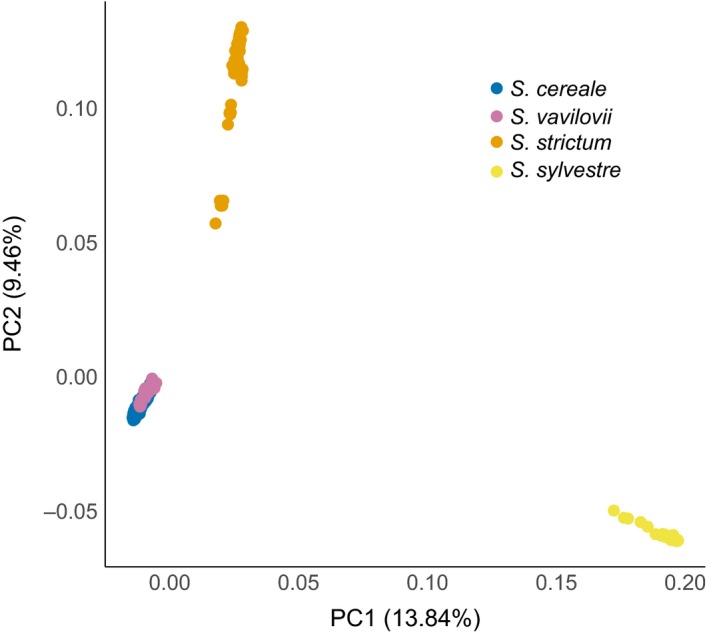 S. cereale
S. vavilovii
S. strictum
S. sylvestre
0.10
0.05
0.00
–0.05
PC2 (9.46%)
0.00 0.05 0.10 0.15 0.20
PC1 (13.84%)